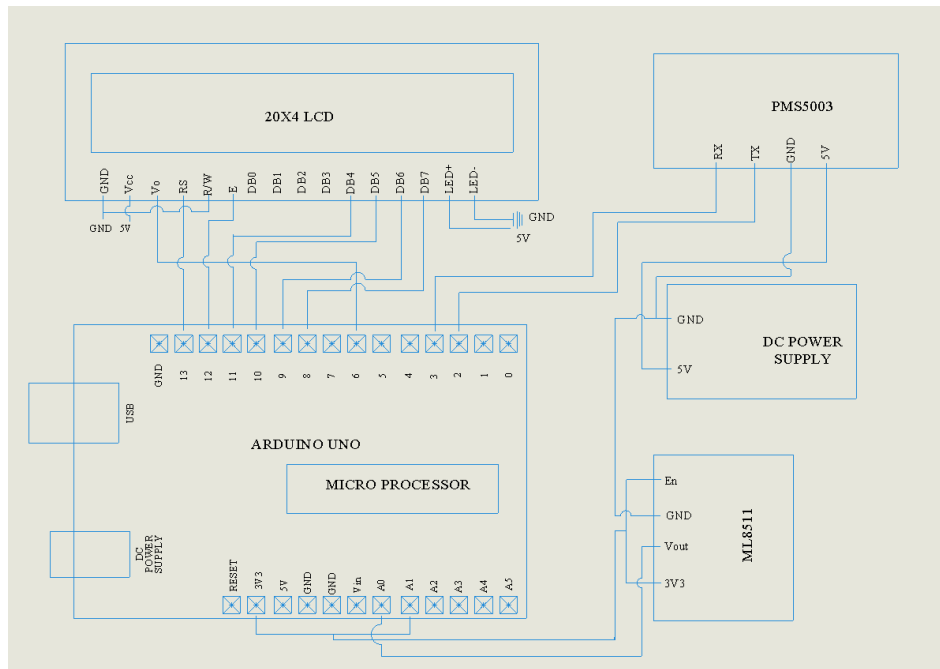 20X4 LCD
GND
Vcc
Vo
RS
R/W
E
DB0
DB1
DB2
DB3
DB4
DB5
DB6
DB7
LED+
LED-
GND
5V
GND
5V
PMS5003
RX
TX
GND
5V
GND
DC POWER
SUPPLY
5V
GND
13
12
11
10
9
8
7
6
5
4
3
2
1
0
USB
ARDUINO UNO
MICRO PROCESSOR
DC
POWER
SUPPLY
RESET
3V3
5V
GND
GND
Vin
A0
A1
A2
A3
A4
A5
En
GND
Vout
3V3
ML8511